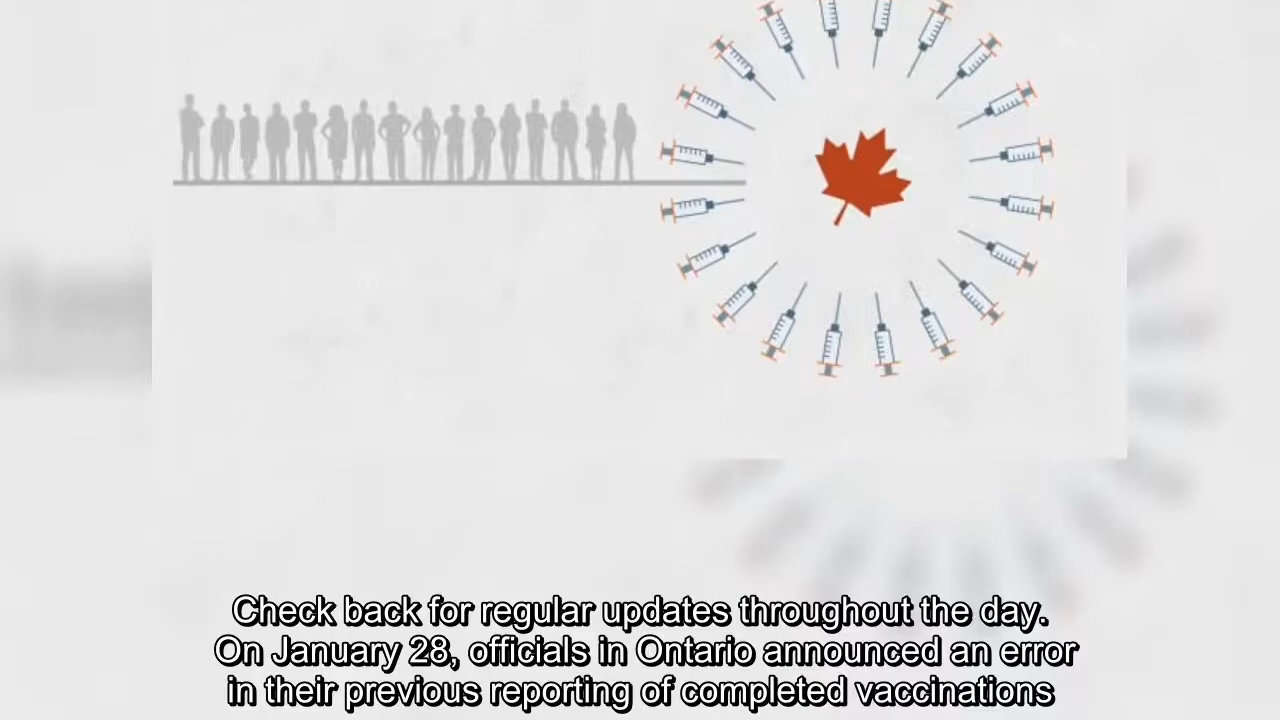 Check back for regular updates throughout the day.
On January 28, officials in Ontario announced an error
in their previous reporting of completed vaccinations